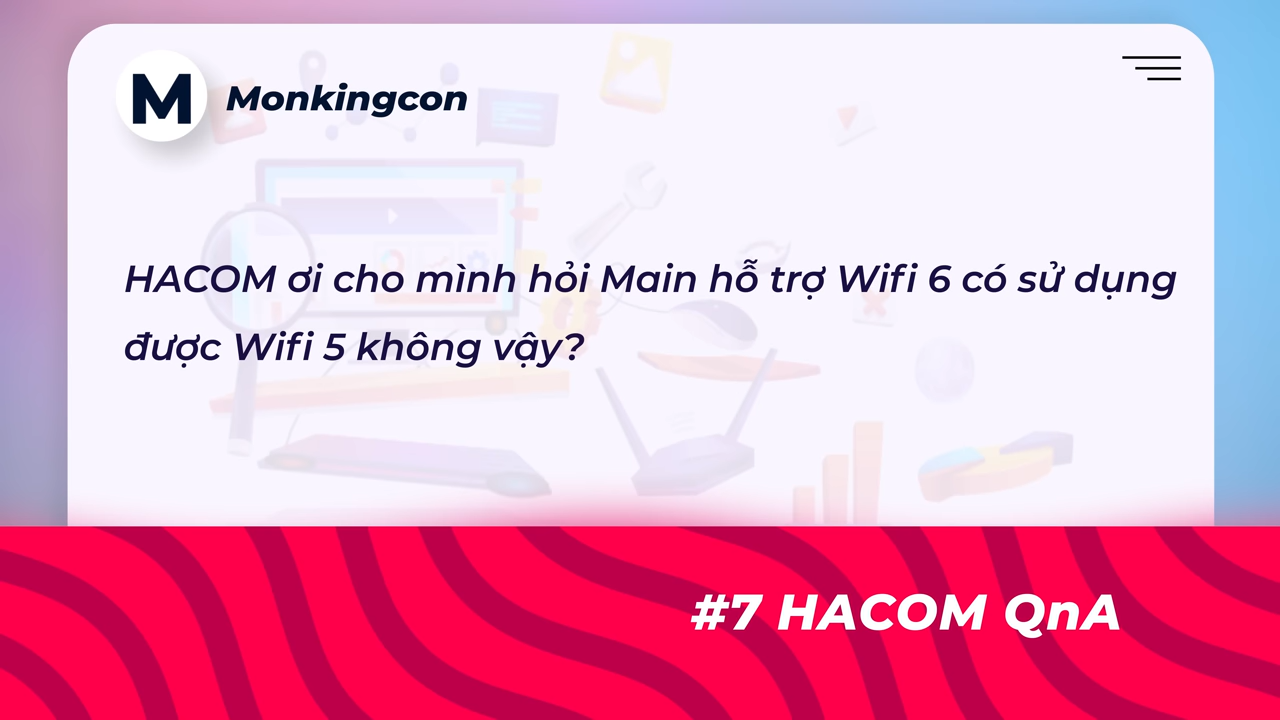 M
Monkingcon
HACOM ơi cho mình hỏi Main hỗ trợ Wifi 6 có sử dụng
được Wifi 5 không vậy?
#7 HACOM QnA